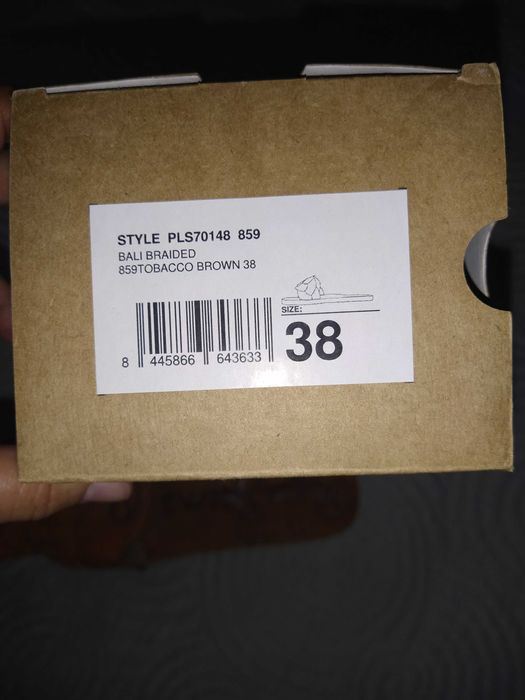 STYLE PLS70148 859
BALI BRAIDED
859TOBACCO BROWN 38
SIZE:
38
8 445866 643633